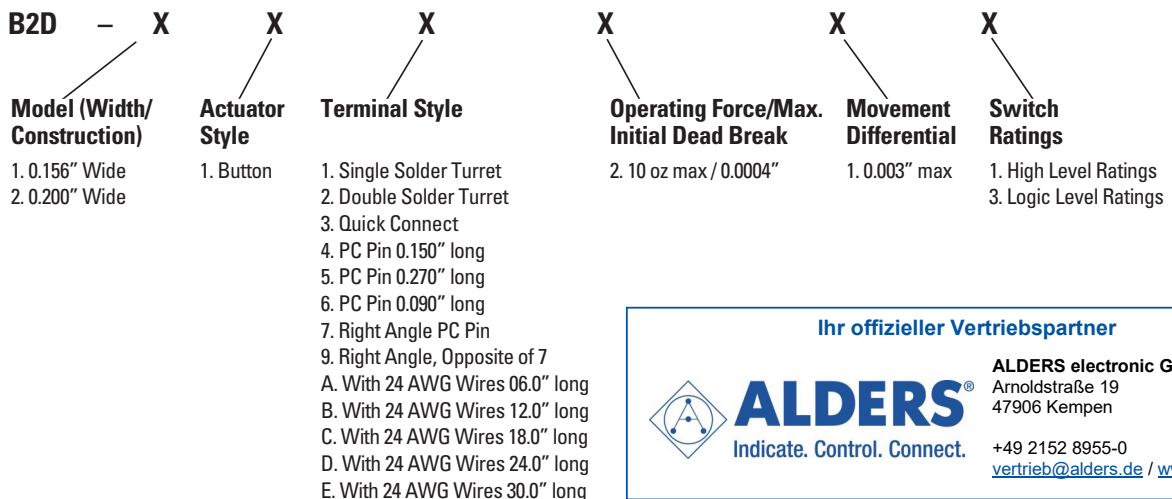 B2D – X X X X X X
Model (Width/
Construction)
1. 0.156” Wide
2. 0.200” Wide
Actuator
Style
1. Button
Terminal Style
1. Single Solder Turret
2. Double Solder Turret
3. Quick Connect
4. PC Pin 0.150” long
5. PC Pin 0.270” long
6. PC Pin 0.090” long
7. Right Angle PC Pin
9. Right Angle, Opposite of 7
A. With 24 AWG Wires 06.0” long
B. With 24 AWG Wires 12.0” long
C. With 24 AWG Wires 18.0” long
D. With 24 AWG Wires 24.0” long
E. With 24 AWG Wires 30.0” long
Operating Force/Max.
Initial Dead Break
2. 10 oz max / 0.0004”
Movement
Differential
1. 0.003” max
Switch
Ratings
1. High Level Ratings
3. Logic Level Ratings
Ihr offizieller Vertriebspartner
A
ALDERS®
Indicate. Control. Connect.
ALDERS electronic G
Arnoldstraße 19
47906 Kempen
+49 2152 8955-0
vertrieb@alders.de / w